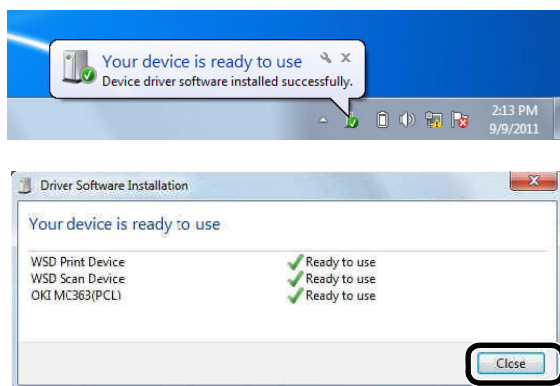 Your device is ready to use
Device driver software installed successfully.
2:13 PM
9/9/2011
Driver Software Installation
Your device is ready to use
WSD Print Device Ready to use
WSD Scan Device Ready to use
OKI MC363(PCL) Ready to use
Close